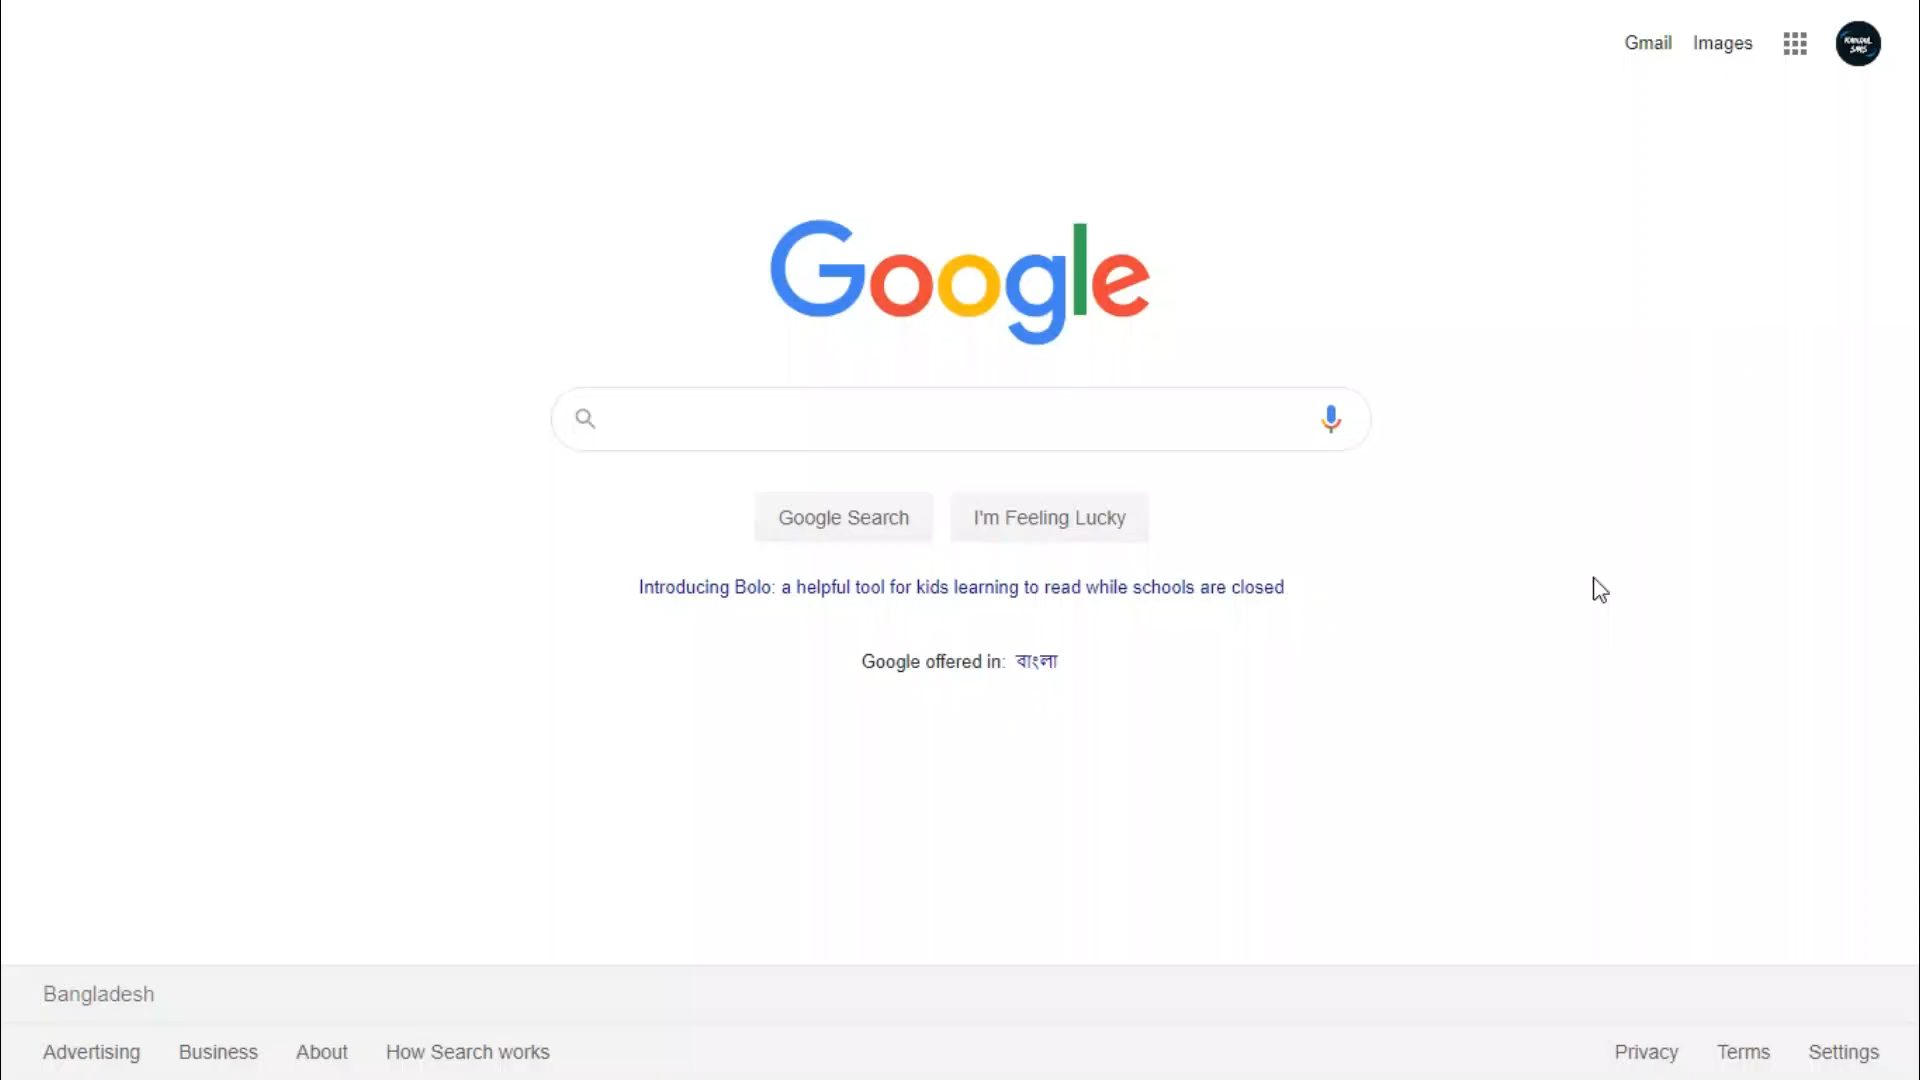 Gmail Images
Google
Google Search I'm Feeling Lucky
Introducing Bolo: a helpful tool for kids learning to read while schools are closed
Google offered in: বাংলা
Bangladesh
Advertising Business About How Search works Privacy Terms Settings